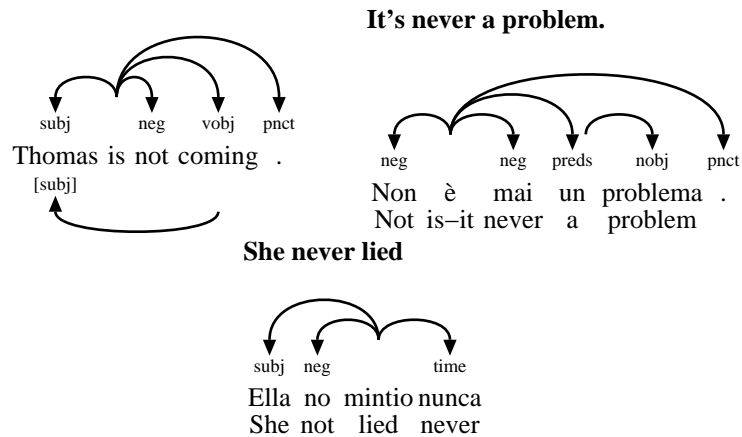 It's never a problem.
subj neg vobj pnct
Thomas is not coming .
[subj]
neg neg preds nobj pnct
Non è mai un problema .
Not is–it never a problem
She never lied
subj neg time
Ella no mintio nunca
She not lied never